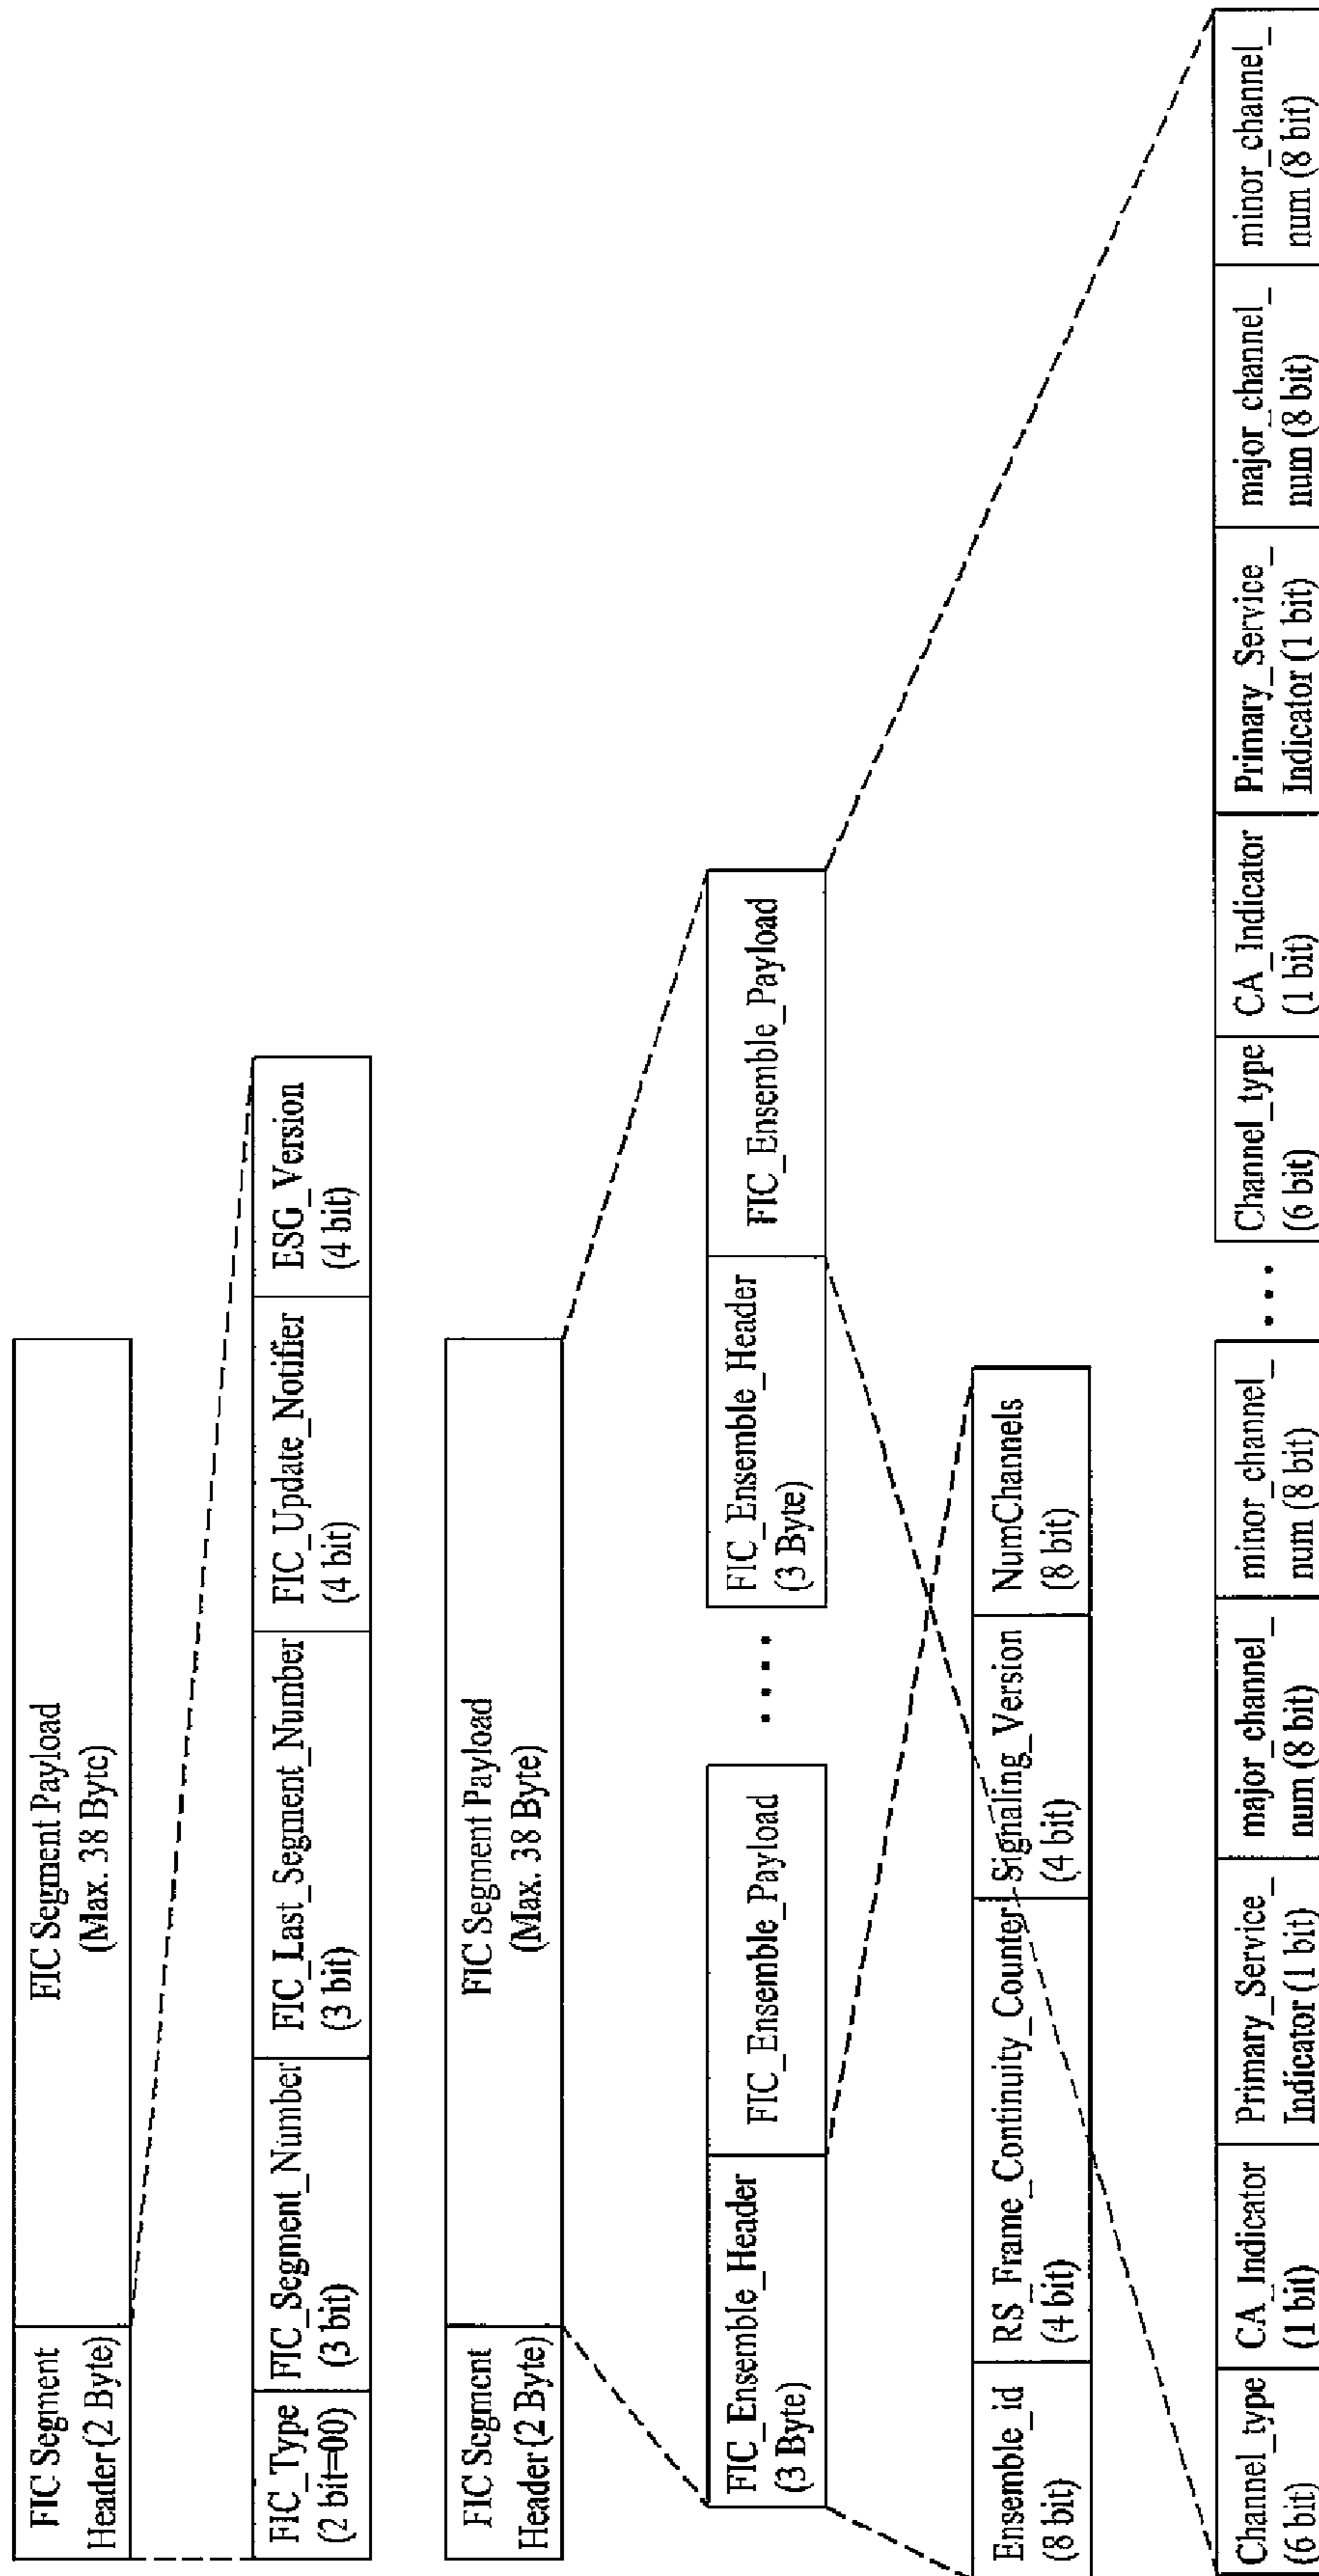 FIC Segment
Header(2 Byte)
FIC Segment Payload
(Max. 38 Byte)
FIC_Type
(2 bit=00)
FIC_Segment_Number
(3 bit)
FIC_Last_Segment_Number
(3 bit)
FIC_Update_Notifier
(4 bit)
ESG_Version
(4 bit)
FIC Segment
Header(2 Byte)
FIC Segment Payload
(Max. 38 Byte)
FIC_Ensemble_Header
(3 Byte)
FIC_Ensemble_Payload
....
FIC_Ensemble_Header
(3 Byte)
FIC_Ensemble_Payload
Ensemble_id
(8 bit)
RS_Frame_Continuity_Counter
(4 bit)
Signaling_Version
(4 bit)
NumChannels
(8 bit)
Channel_type
(6 bit)
CA_Indicator
(1 bit)
Primary_Service_
Indicator (1 bit)
major_channel_
num (8 bit)
minor_channel_
num (8 bit)
...
Channel_type
(6 bit)
CA_Indicator
(1 bit)
Primary_Service_
Indicator (1 bit)
major_channel_
num (8 bit)
minor_channel_
num (8 bit)